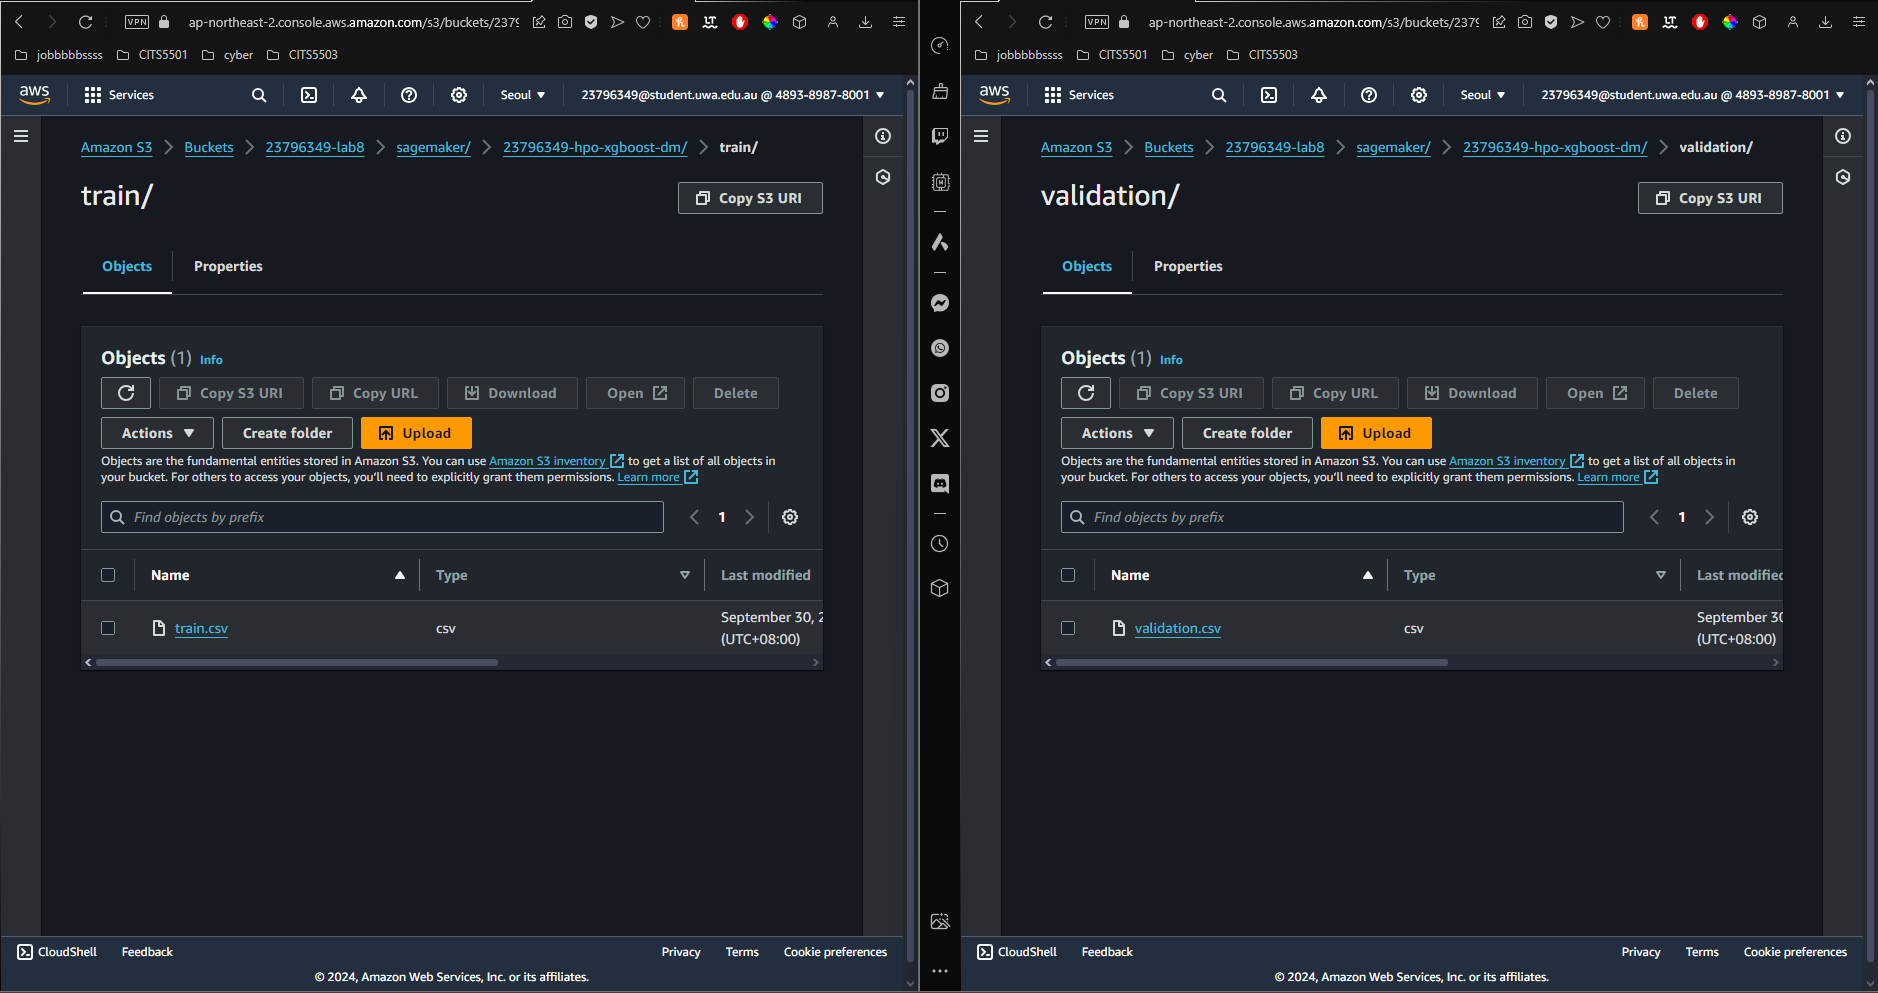 VPN ap-northeast-2.console.aws.amazon.com/s3/buckets/2379
jobbbbbssss CITS5501 cyber CITS5503
aws Services Seoul 23796349@student.uwa.edu.au @ 4893-8987-8001
Amazon S3 Buckets 23796349-lab8 sagemaker/ 23796349-hpo-xgboost-dm/ train/
train/
Copy S3 URI
Objects Properties
Objects (1) Info
Copy S3 URI Copy URL Download Open Delete
Actions Create folder Upload
Objects are the fundamental entities stored in Amazon S3. You can use Amazon S3 inventory to get a list of all objects in
your bucket. For others to access your objects, you'll need to explicitly grant them permissions. Learn more
Find objects by prefix 1
Name Type Last modified
train.csv csv September 30, 2
(UTC+08:00)
CloudShell Feedback Privacy Terms Cookie preferences
© 2024, Amazon Web Services, Inc. or its affiliates.
VPN ap-northeast-2.console.aws.amazon.com/s3/buckets/2379
jobbbbbssss CITS5501 cyber CITS5503
aws Services Seoul 23796349@student.uwa.edu.au @ 4893-8987-8001
Amazon S3 Buckets 23796349-lab8 sagemaker/ 23796349-hpo-xgboost-dm/ validation/
validation/
Copy S3 URI
Objects Properties
Objects (1) Info
Copy S3 URI Copy URL Download Open Delete
Actions Create folder Upload
Objects are the fundamental entities stored in Amazon S3. You can use Amazon S3 inventory to get a list of all objects in
your bucket. For others to access your objects, you'll need to explicitly grant them permissions. Learn more
Find objects by prefix 1
Name Type Last modified
validation.csv csv September 30
(UTC+08:00)
CloudShell Feedback Privacy Terms Cookie preferences
© 2024, Amazon Web Services, Inc. or its affiliates.